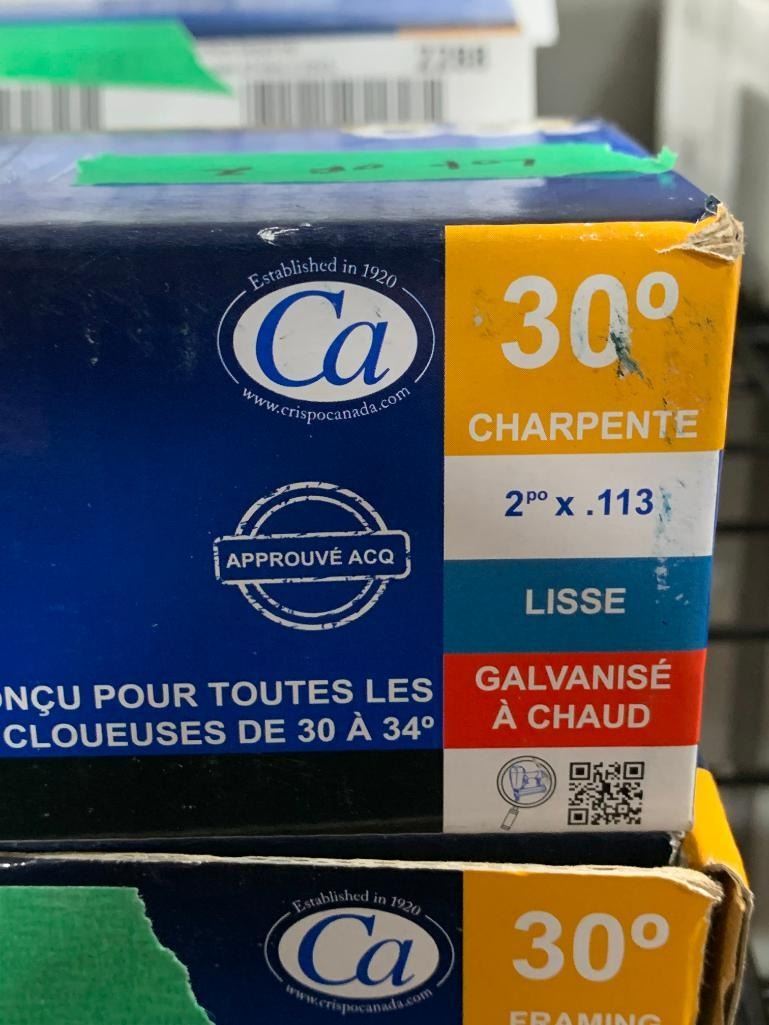 2288
Established in 1920
Ca
www.crispocanada.com
30º
CHARPENTE
2po x .113
APPROUVÉ ACQ
LISSE
GALVANISÉ
À CHAUD
POUR TOUTES LES
CLOUEUSES DE 30 À 34º
Established in 1920
Ca
www.crispocanada.com
30º
FRAMING